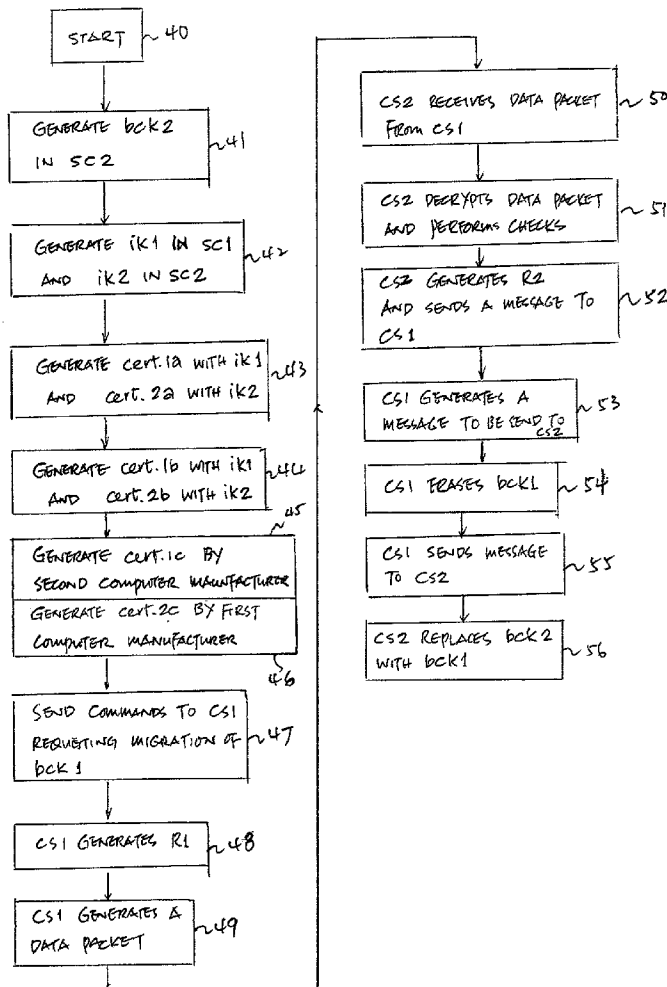 START
40
GENERATE bck2
IN SC2
41
GENERATE ik1 IN SC1
AND ik2 IN SC2
42
GENERATE cert.1a WITH ik1
AND cert.2a WITH ik2
43
GENERATE cert.1b WITH ik1
AND cert.2b WITH ik2
44
45
GENERATE cert.1c BY
SECOND COMPUTER MAUNFACTURER
GENERATE cert.2c BY FIRST
COMPUTER MANUFACTURER
46
SEND COMMANDS TO CS1
REQUETING MIGRATION OF
bck 1
47
CS1 GENERATES R1
48
CS1 GENERATES A
DATA PACKET
49
CS2 RECEIVES DATA PACKET
FROM CS1
50
CS2 DECRYPTS DATA PACKET
AND PERFORMS CHECKS
51
CS2 GENERATES R2
AND SENDS A MESSAGE TO
CS1
52
CS1 GENERATES A
MESSAGE TO BE SEND TO
CS2
53
CS1 ERASES bck1
54
CS1 SENDS MESSAGE
TO CS2
55
CS2 REPLACES bck2
WITH bck1
56